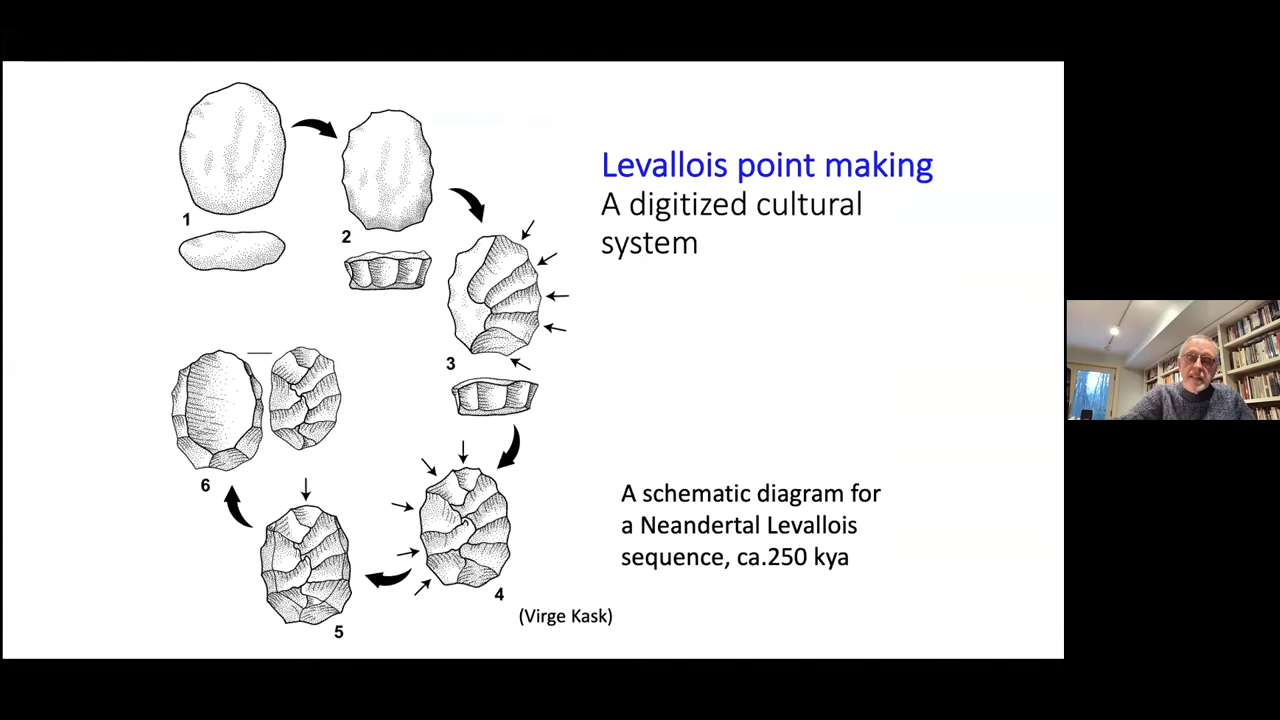 Levallois point making
A digitized cultural
system
1
2
3
6
4
5
A schematic diagram for
a Neandertal Levallois
sequence, ca.250 kya
(Virge Kask)